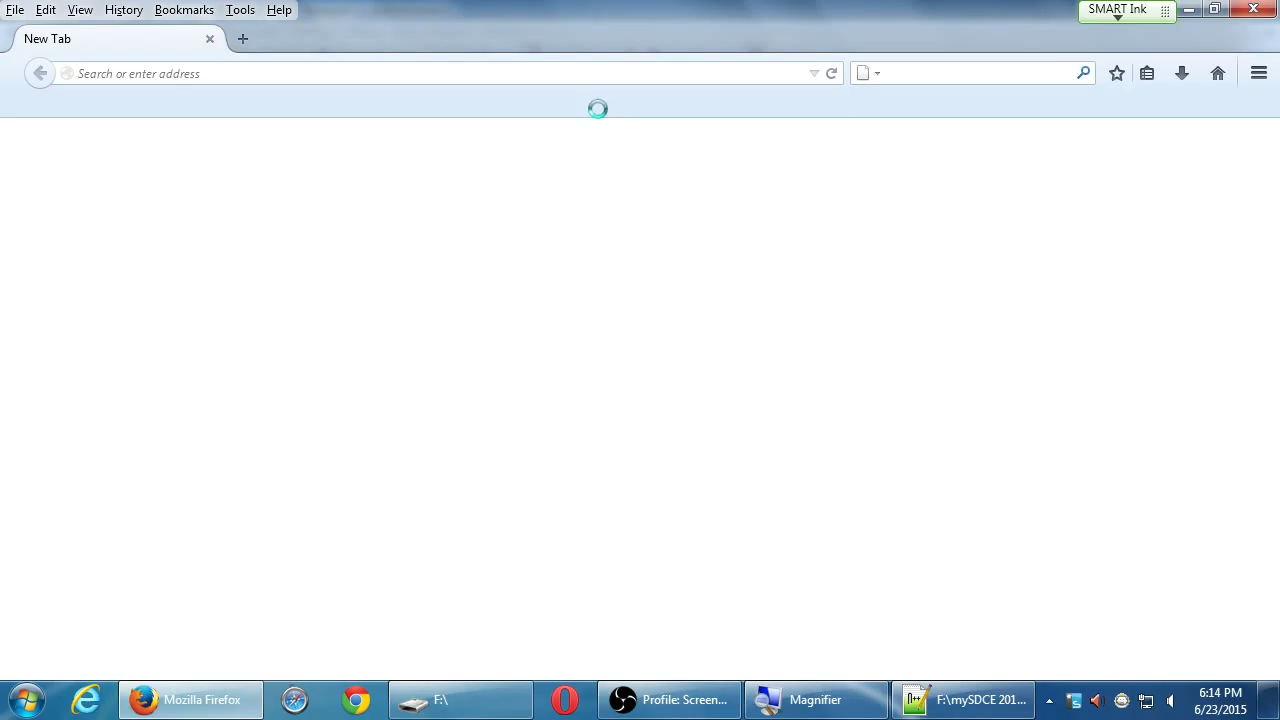 File Edit View History Bookmarks Tools Help
SMART Ink
New Tab
Search or enter address
Mozilla Firefox
F:\
Profile: Screen...
Magnifier
F:\mySDCE 201...
6:14 PM
6/23/2015